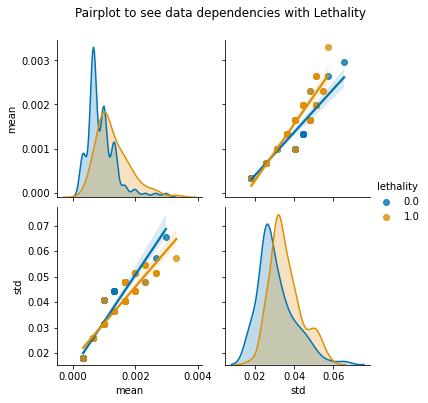 Pairplot to see data dependencies with Lethality
0.003
0.002
0.001
0.000
mean
lethality
0.0
1.0
0.07
0.06
0.05
0.04
0.03
0.02
std
0.000 0.002 0.004
mean
0.02 0.04 0.06
std